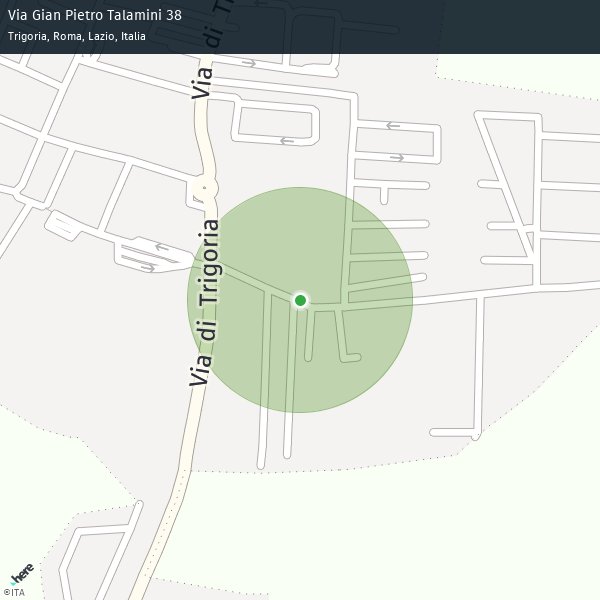 Via Gian Pietro Talamini 38
Trigoria, Roma, Lazio, Italia
Via di Tr
Via di Trigoria
here
©ITA